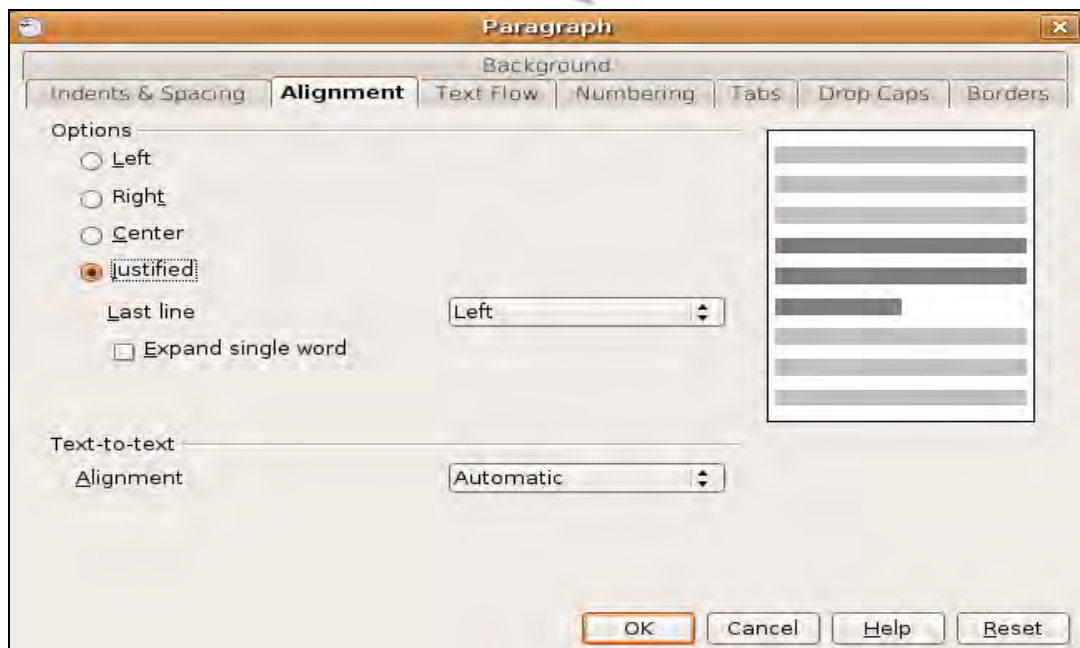 Paragraph
Background
Indents & Spacing Alignment Text Flow Numbering Tabs Drop Caps Borders
Options
Left
Right
Center
Justified
Last line Left
Expand single word
Text-to-text
Alignment Automatic
OK Cancel Help Reset